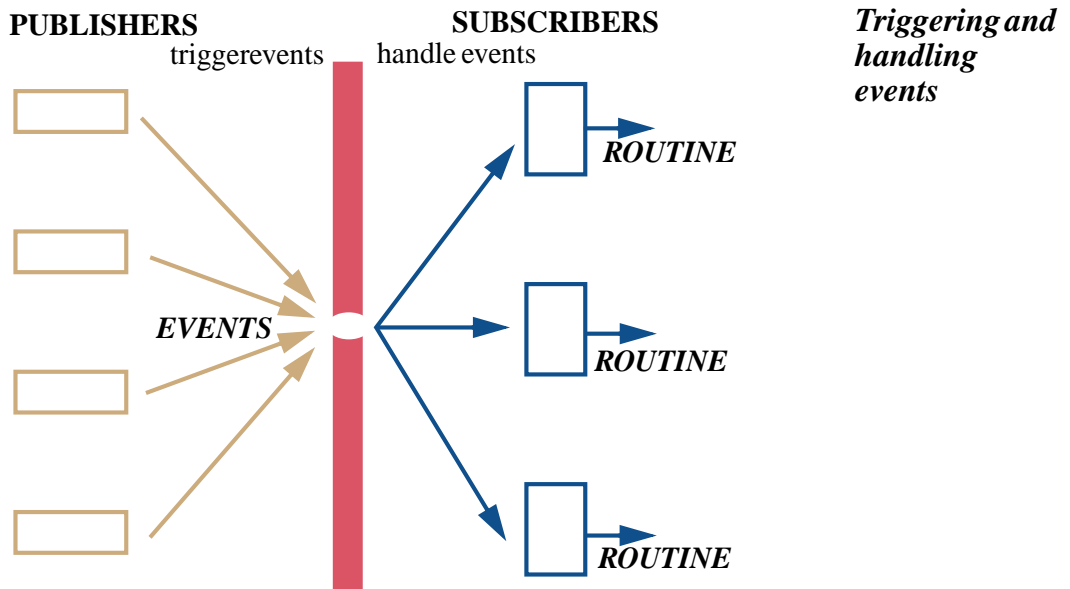 PUBLISHERS
triggerevents
SUBSCRIBERS
handle events
Triggering and
handling
events
ROUTINE
EVENTS
ROUTINE
ROUTINE